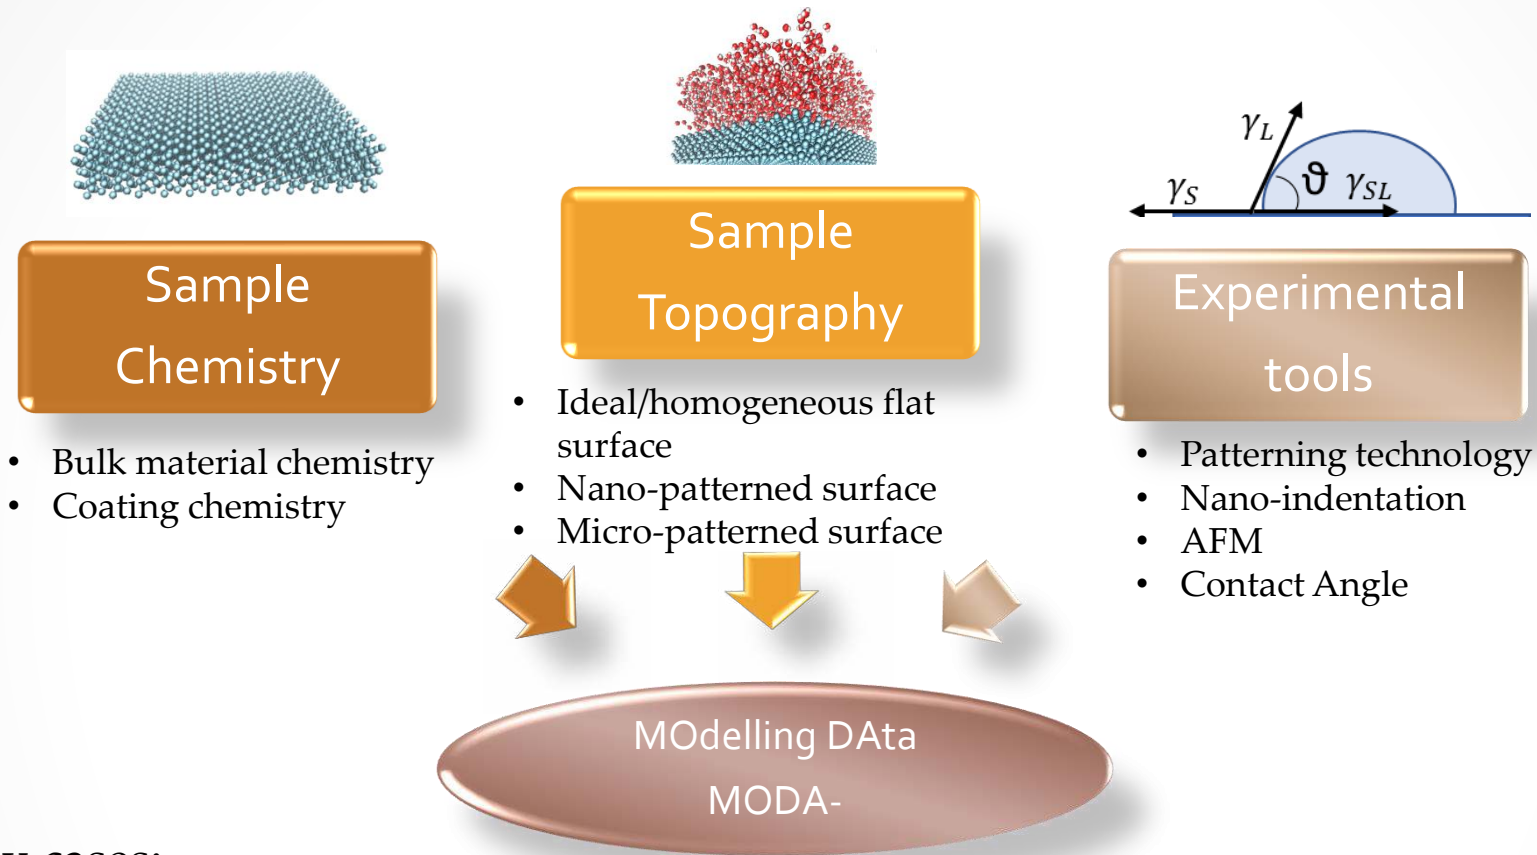 γL
γS
ϑ
γSL
Sample
Chemistry
Sample
Topography
Experimental
tools
• Bulk material chemistry
• Coating chemistry
• Ideal/homogeneous flat
surface
• Nano-patterned surface
• Micro-patterned surface
• Patterning technology
• Nano-indentation
• AFM
• Contact Angle
MOdelling DAta
MODA-